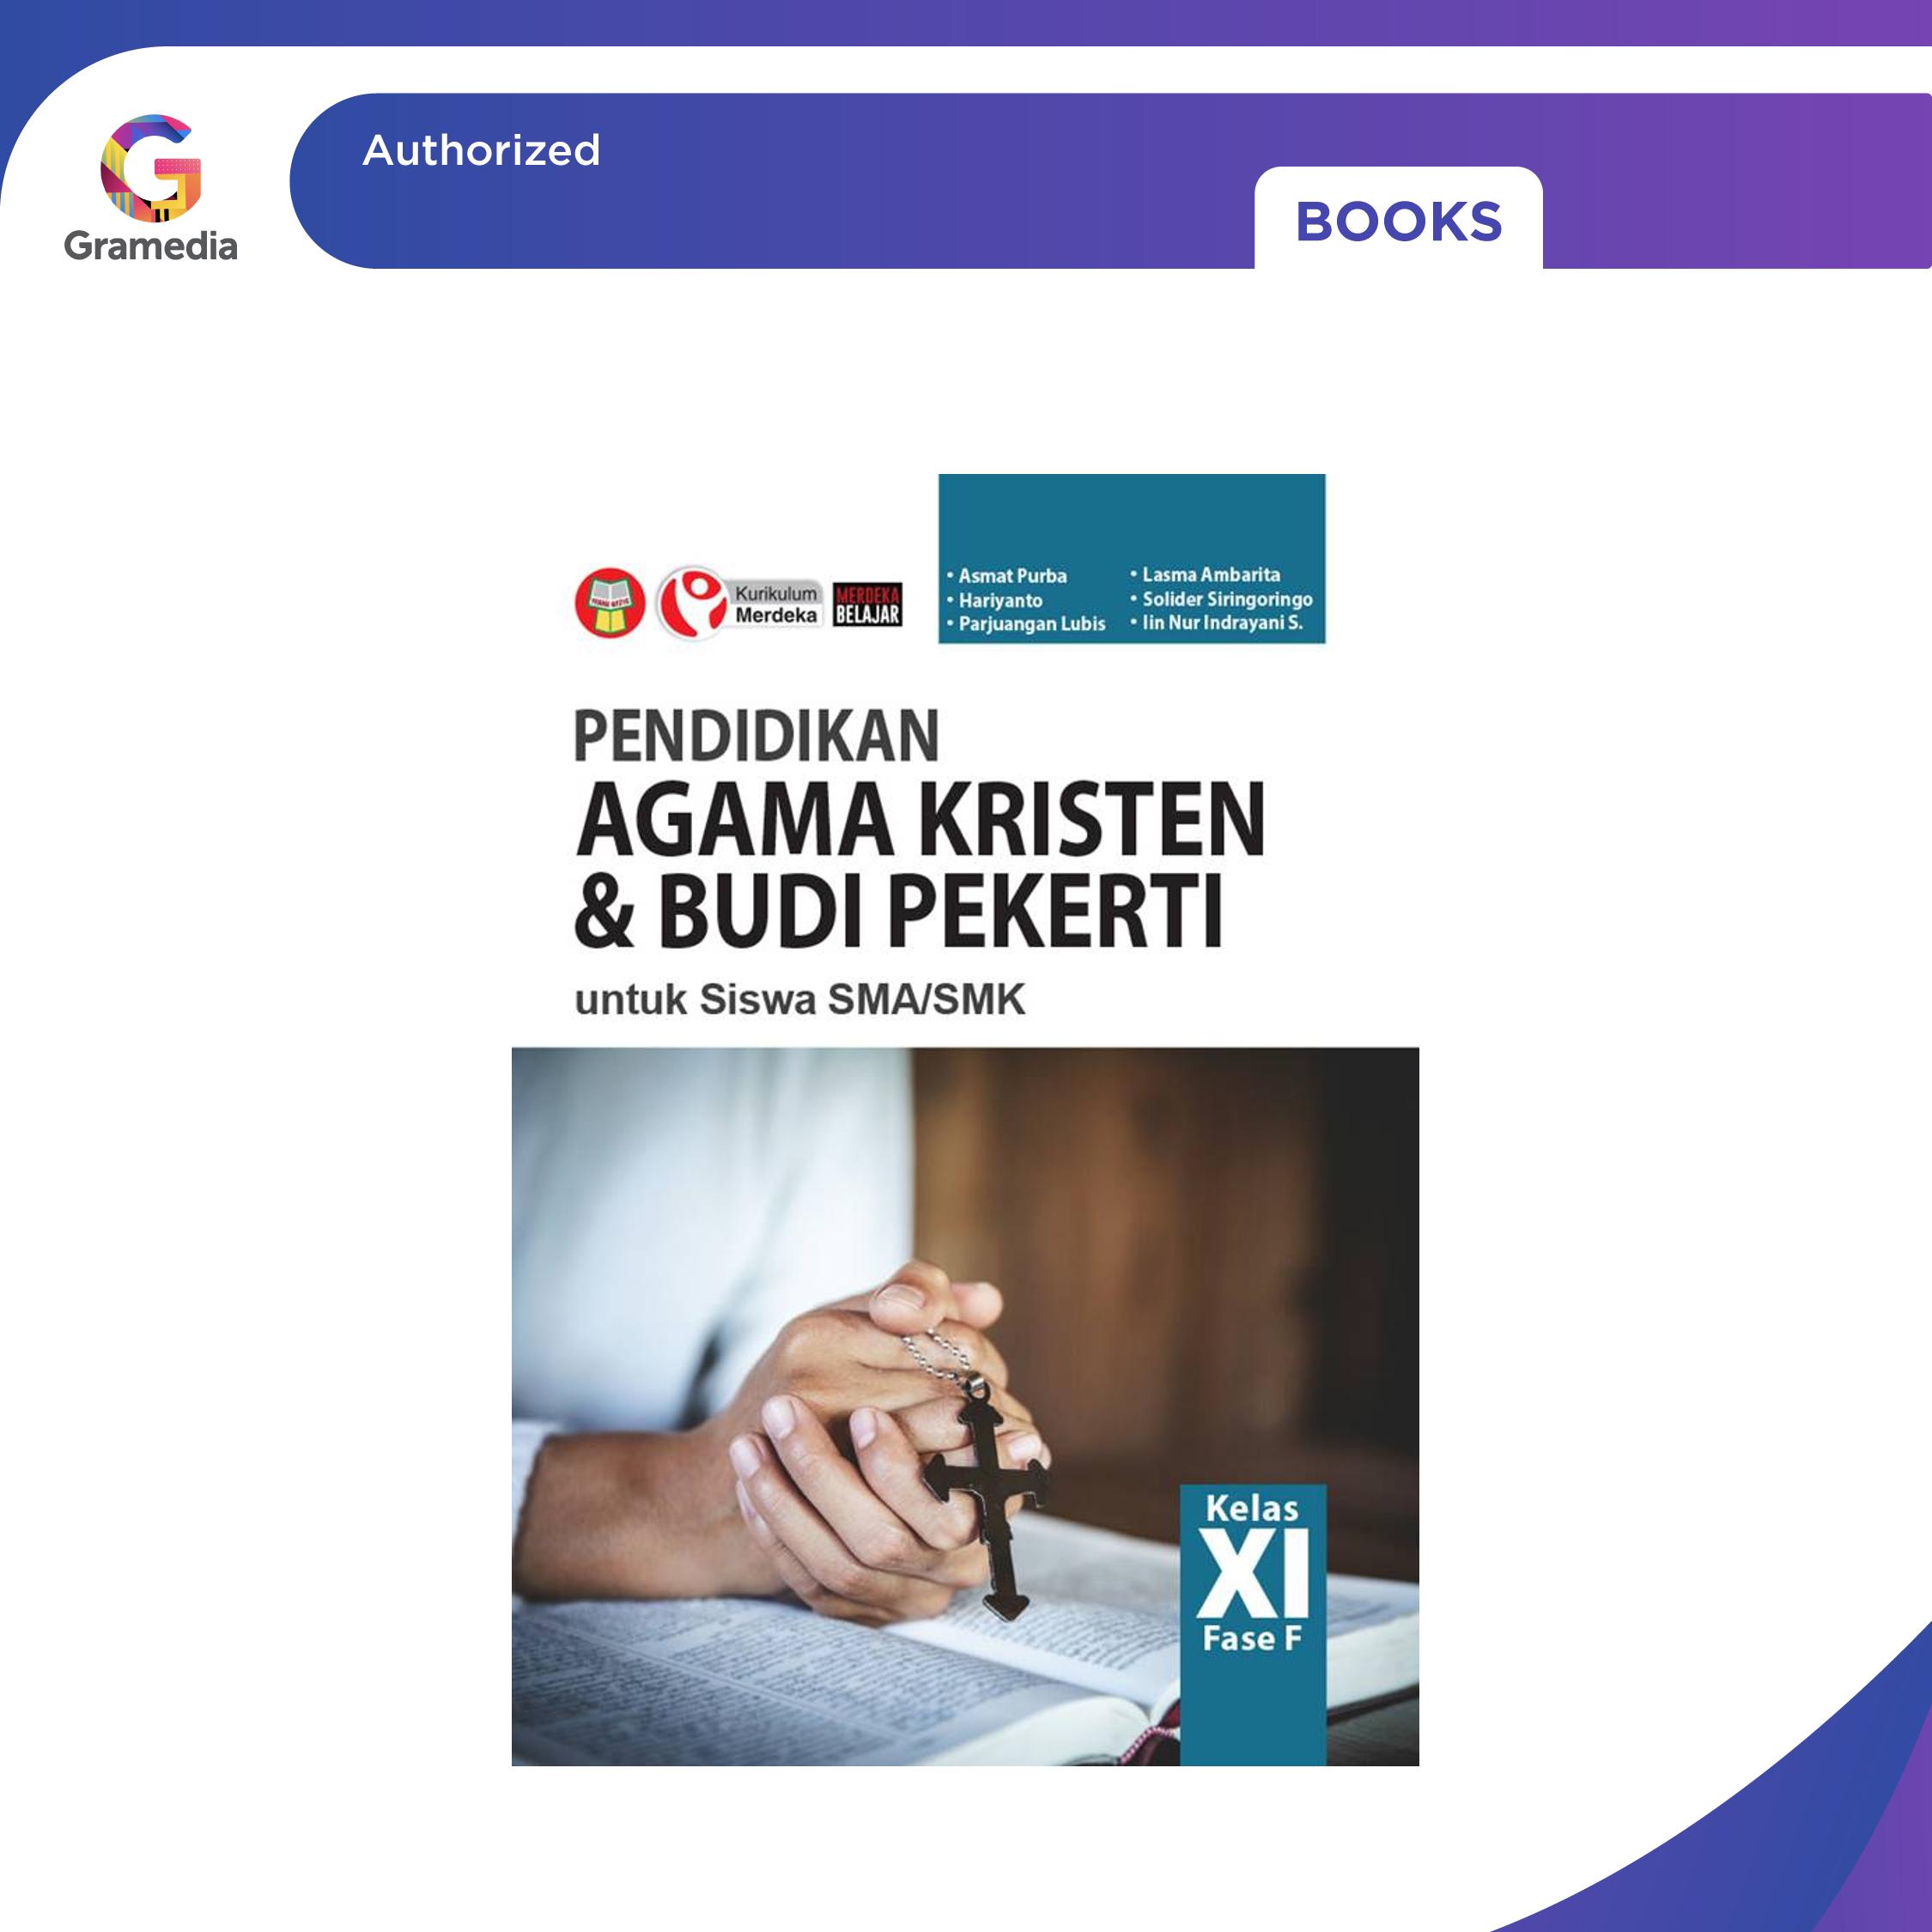 Gramedia
Authorized
BOOKS
Kurikulum
Merdeka
MERDEKA
BELAJAR
• Asmat Purba
• Hariyanto
• Parjuangan Lubis
• Lasma Ambarita
• Solider Siringoringo
• Iin Nur Indrayani S.
PENDIDIKAN
AGAMA KRISTEN
& BUDI PEKERTI
untuk Siswa SMA/SMK
Kelas
XI
Fase F